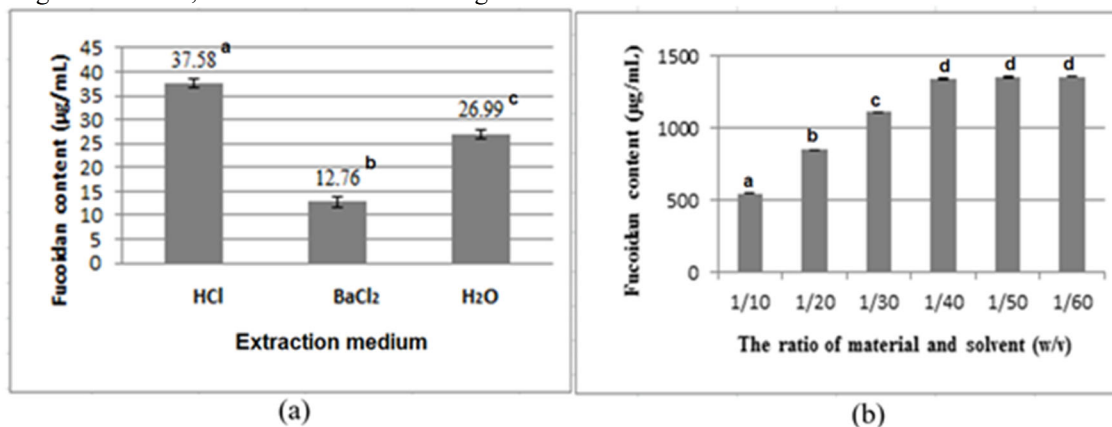 45
40
35
30
25
20
15
10
5
0
Fucoidan content (µg/mL)
37.58 a
12.76 b
26.99 c
HCl BaCl₂ H₂O
Extraction medium
(a)
1500
1000
500
0
Fucoidan content (µg/mL)
a b c d d d
1/10 1/20 1/30 1/40 1/50 1/60
The ratio of material and solvent (w/v)
(b)